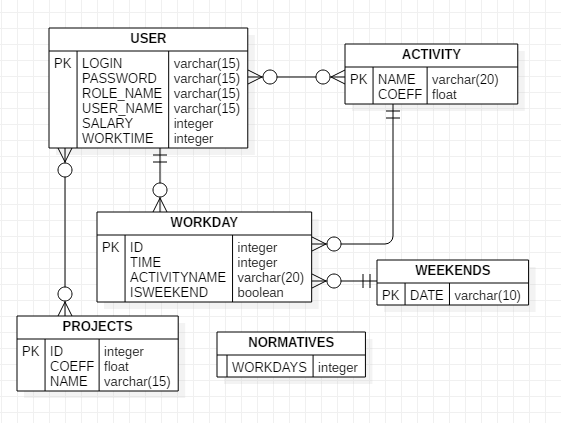 USER
PK LOGIN varchar(15)
PASSWORD varchar(15)
ROLE_NAME varchar(15)
USER_NAME varchar(15)
SALARY integer
WORKTIME integer
ACTIVITY
PK NAME varchar(20)
COEFF float
WORKDAY
PK ID integer
TIME integer
ACTIVITYNAME varchar(20)
ISWEEKEND boolean
WEEKENDS
PK DATE varchar(10)
PROJECTS
PK ID integer
COEFF float
NAME varchar(15)
NORMATIVES
WORKDAYS integer